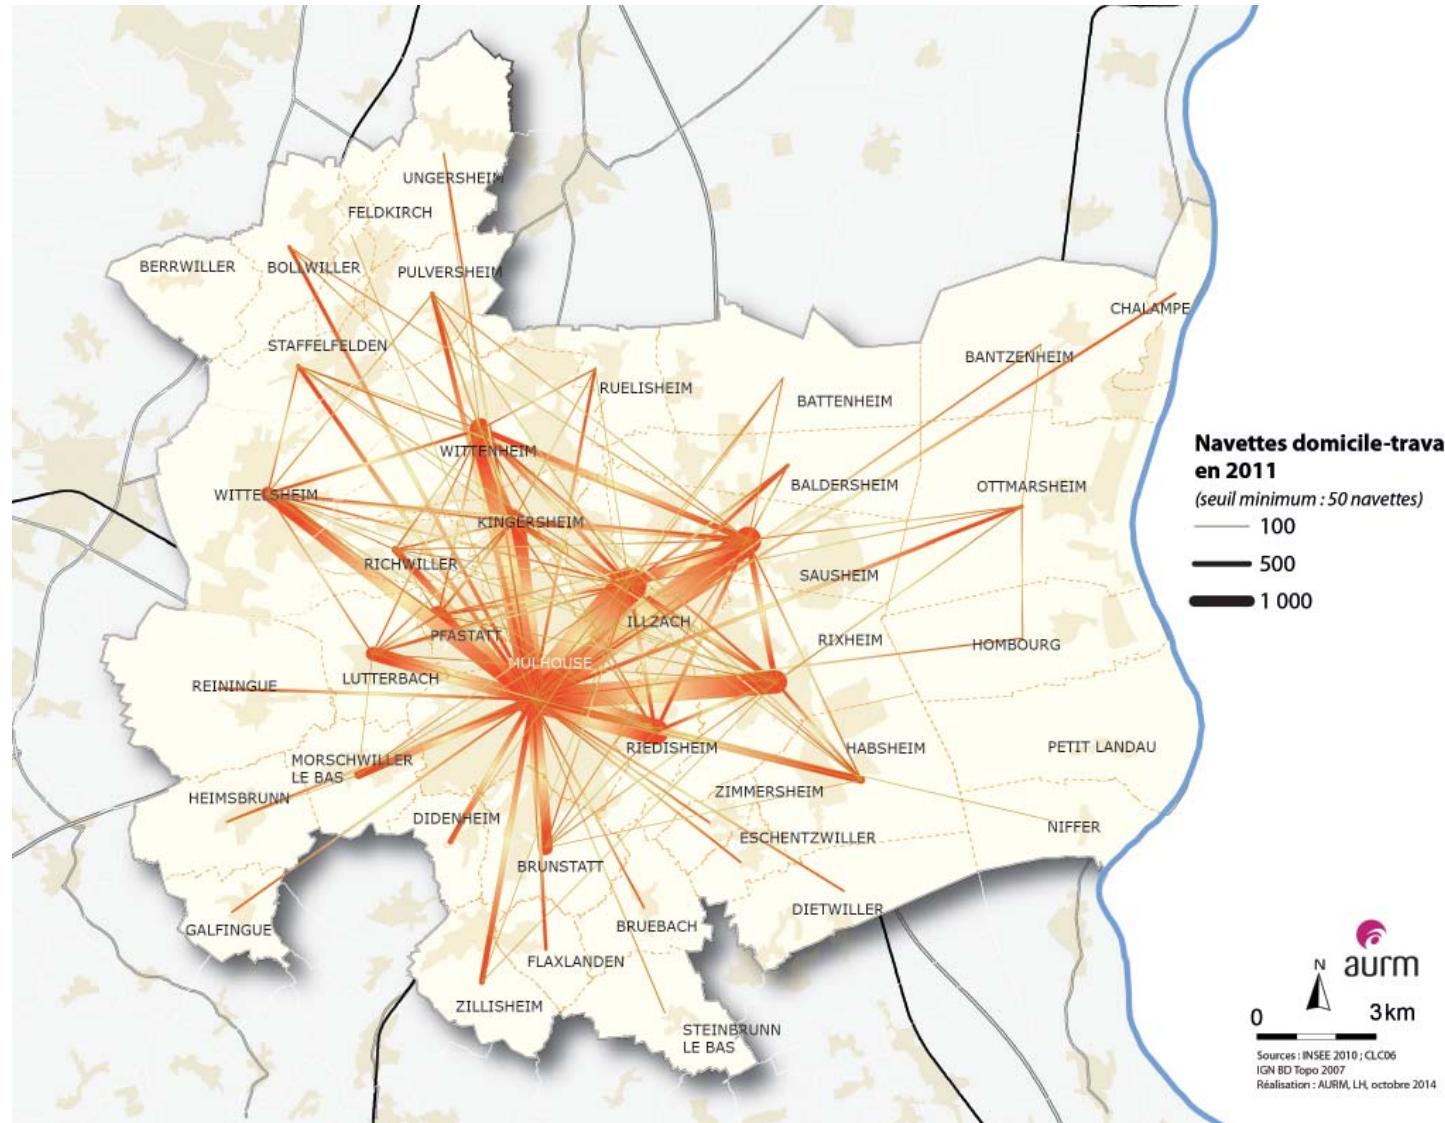 UNGERSHEIM
FELDKIRCH
BERRWILLER
BOLLWILLER
PULVERSHEIM
CHALAMPE
STAFFELFELDEN
BANTZENHEIM
RUELISHEIM
BATTENHEIM
WITTENHEIM
Navettes domicile-trava
en 2011
(seuil minimum : 50 navettes)
100
500
1 000
WITTELSHEIM
BALDERSHEIM
OTTMARSHEIM
KINGERSHEIM
RICHWILLER
SAUSHEIM
ILLZACH
PFASTATT
RIXHEIM
HOMBOURG
MULHOUSE
LUTTERBACH
REININGUE
RIEDISHEIM
HABSHEIM
PETIT LANDAU
MORSCHWILLER
LE BAS
HEIMSBRUNN
ZIMMERSHEIM
DIDENHEIM
ESCHENTZWILLER
NIFFER
BRUNSTATT
DIETWILLER
GALFINGUE
BRUEBACH
FLAXLANDEN
ZILLISHEIM
STEINBRUNN
LE BAS
aurm
N
0
3 km
Sources : INSEE 2010 ; CLC06
IGN BD Topo 2007
Réalisation : AURM, LH, octobre 2014